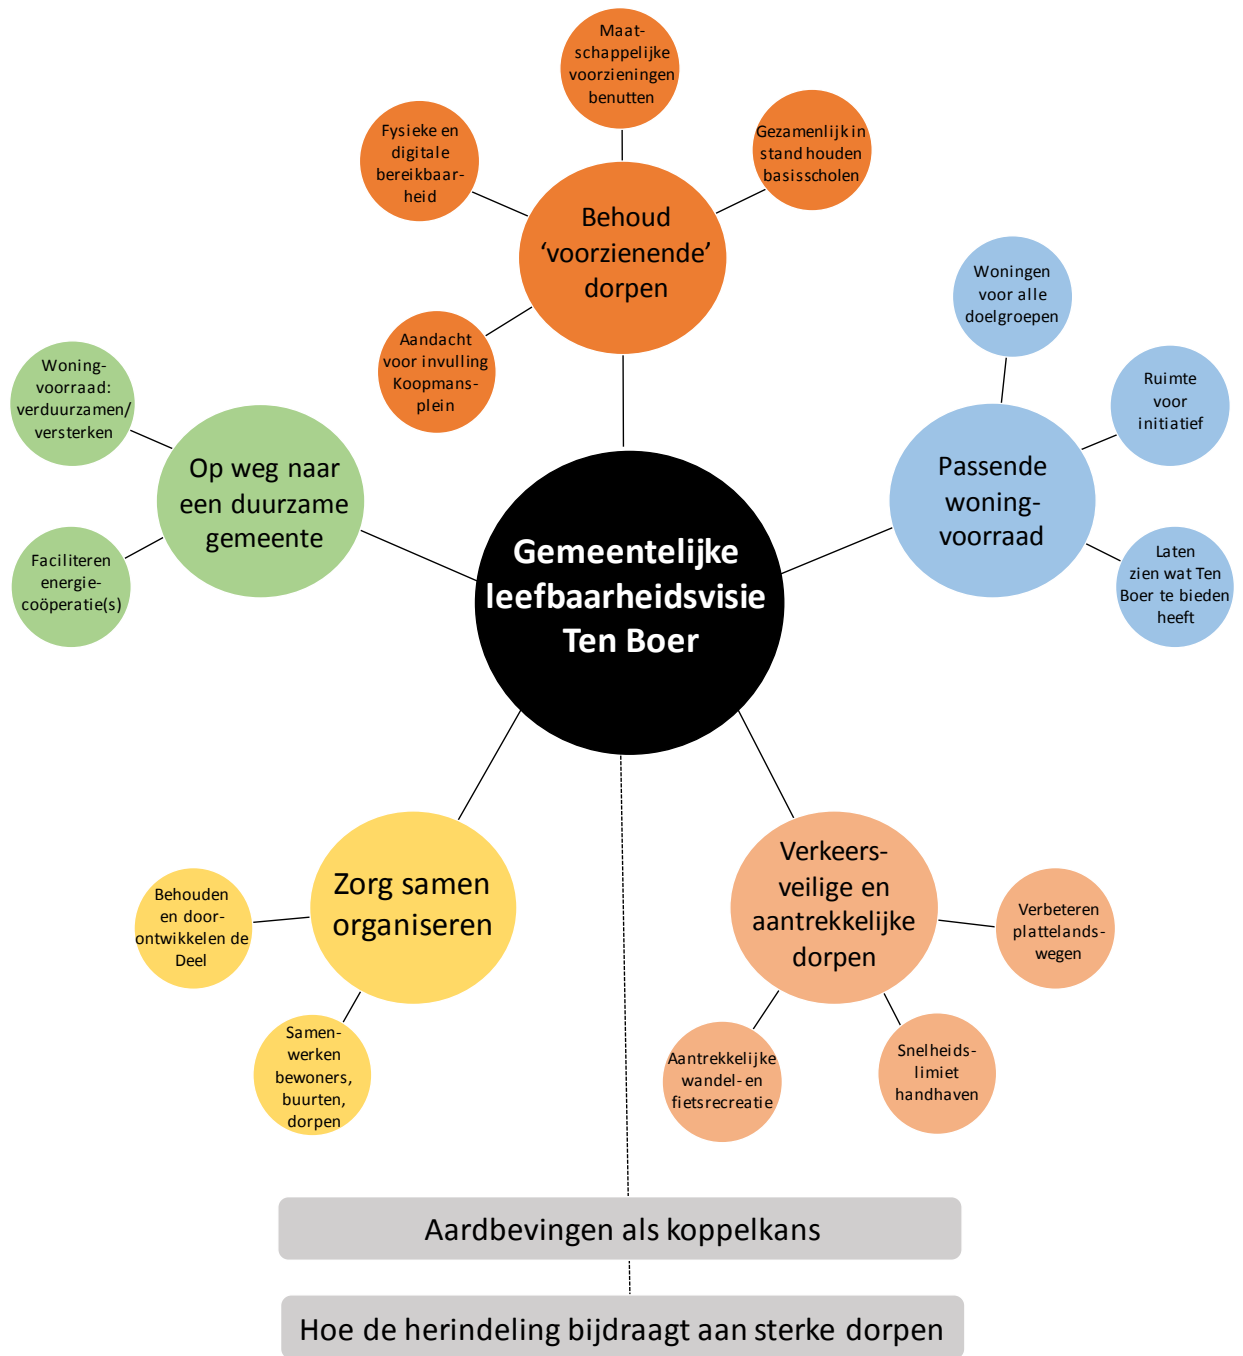 Maat-
schappelijke
voorzieningen
benutten
Fysieke en
digitale
bereikbaar-
heid
Gezamenlijk in
stand houden
basisscholen
Behoud
‘voorzienende’
dorpen
Aandacht
voor invulling
Koopmans-
plein
Woningen
voor alle
doelgroepen
Ruimte
voor
initiatief
Passende
woning-
voorraad
Laten
zien wat Ten
Boer te bieden
heeft
Woning-
voorraad:
verduurzamen/
versterken
Op weg naar
een duurzame
gemeente
Faciliteren
energie-
coöperatie(s)
Gemeentelijke
leefbaarheidsvisie
Ten Boer
Zorg samen
organiseren
Behouden
en door-
ontwikkelen de
Deel
Samen-
werken
bewoners,
buurten,
dorpen
Verkeers-
veilige en
aantrekkelijke
dorpen
Verbeteren
plattelands-
wegen
Snelheids-
limiet
handhaven
Aantrekkelijke
wandel- en
fietsrecreatie
Aardbevingen als koppelkans
Hoe de herindeling bijdraagt aan sterke dorpen